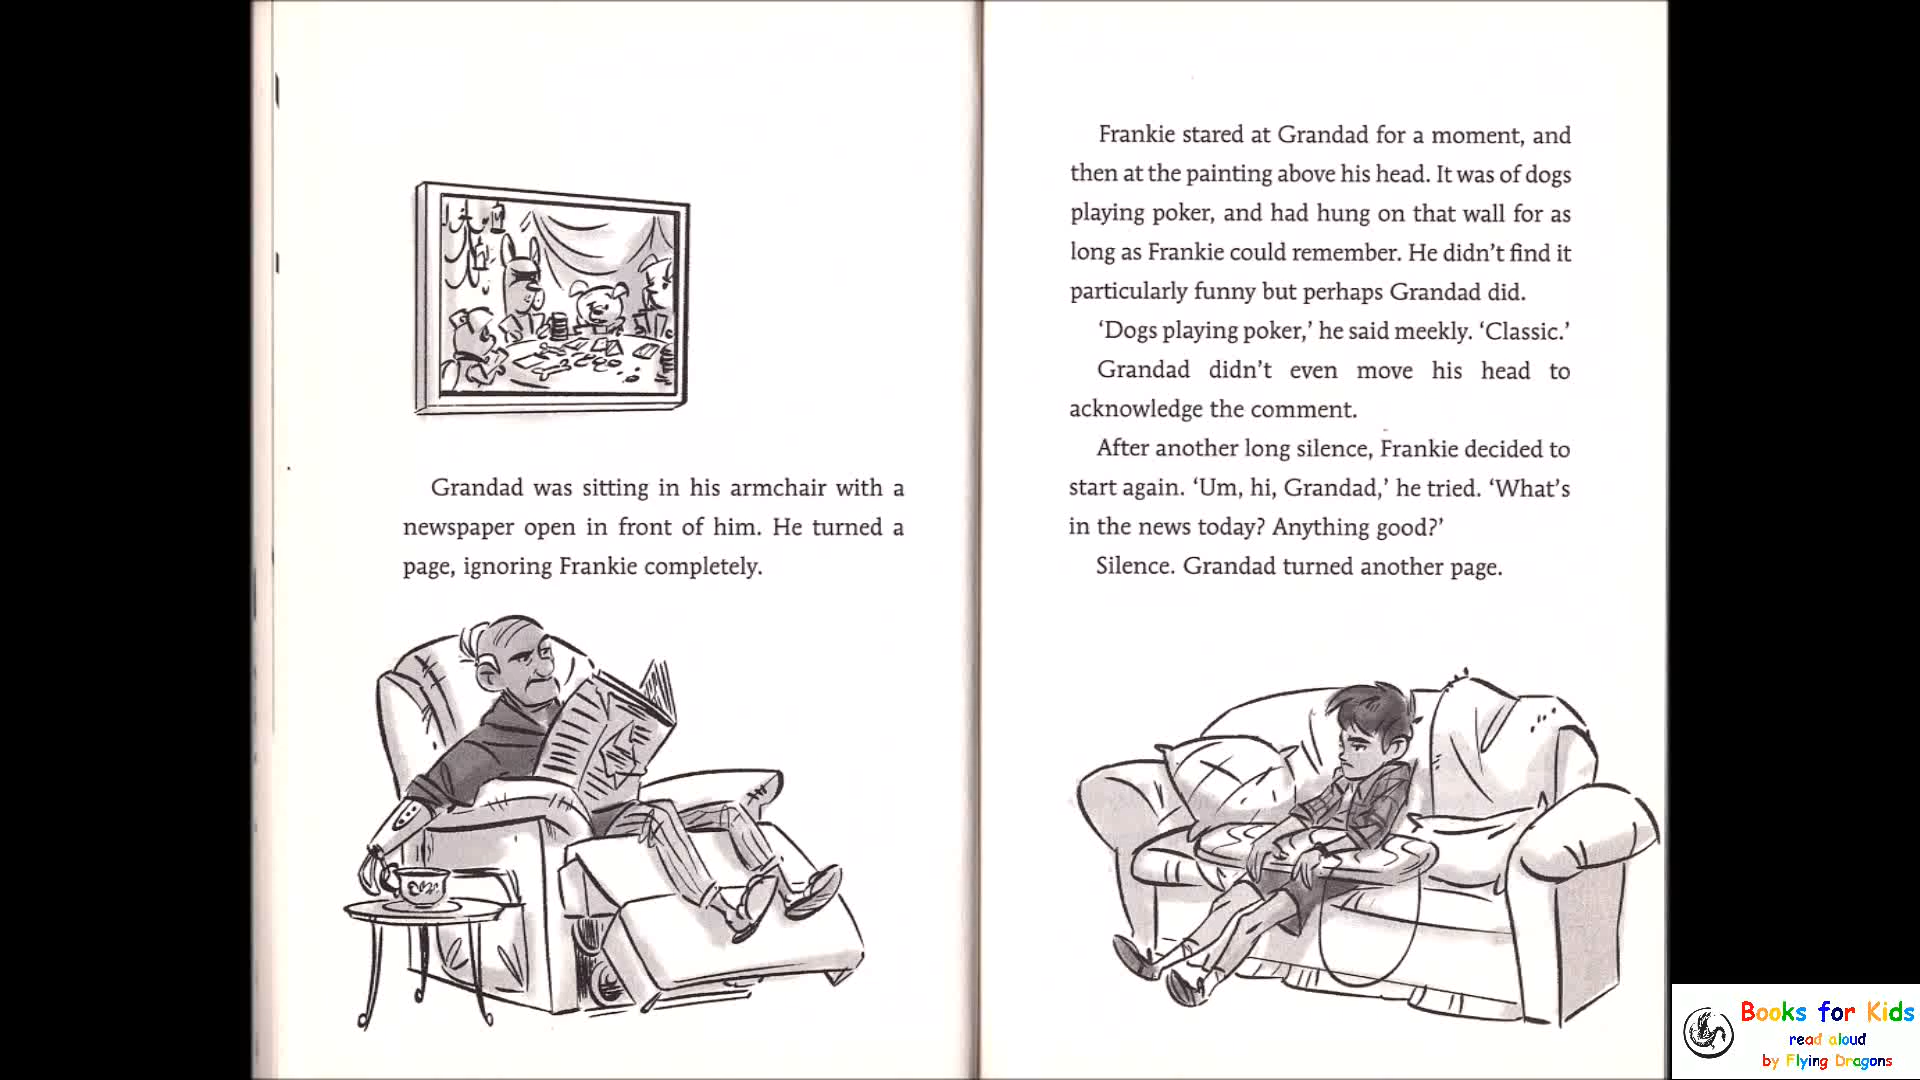 Grandad was sitting in his armchair with a
newspaper open in front of him. He turned a
page, ignoring Frankie completely.
Frankie stared at Grandad for a moment, and
then at the painting above his head. It was of dogs
playing poker, and had hung on that wall for as
long as Frankie could remember. He didn’t find it
particularly funny but perhaps Grandad did.
‘Dogs playing poker,’ he said meekly. ‘Classic.’
Grandad didn’t even move his head to
acknowledge the comment.
After another long silence, Frankie decided to
start again. ‘Um, hi, Grandad,’ he tried. ‘What’s
in the news today? Anything good?’
Silence. Grandad turned another page.
Books for Kids
read aloud
by Flying Dragons